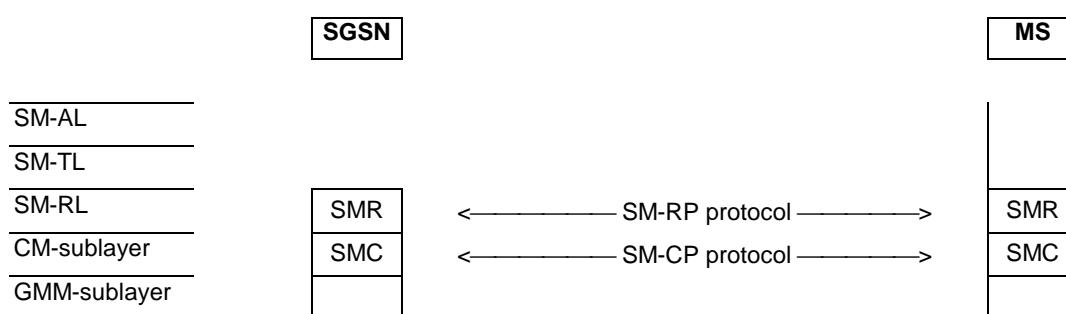 SGSN MS
SM-AL
SM-TL
SM-RL SMR <—————— SM-RP protocol ——————> SMR
CM-sublayer SMC <—————— SM-CP protocol ——————> SMC
GMM-sublayer